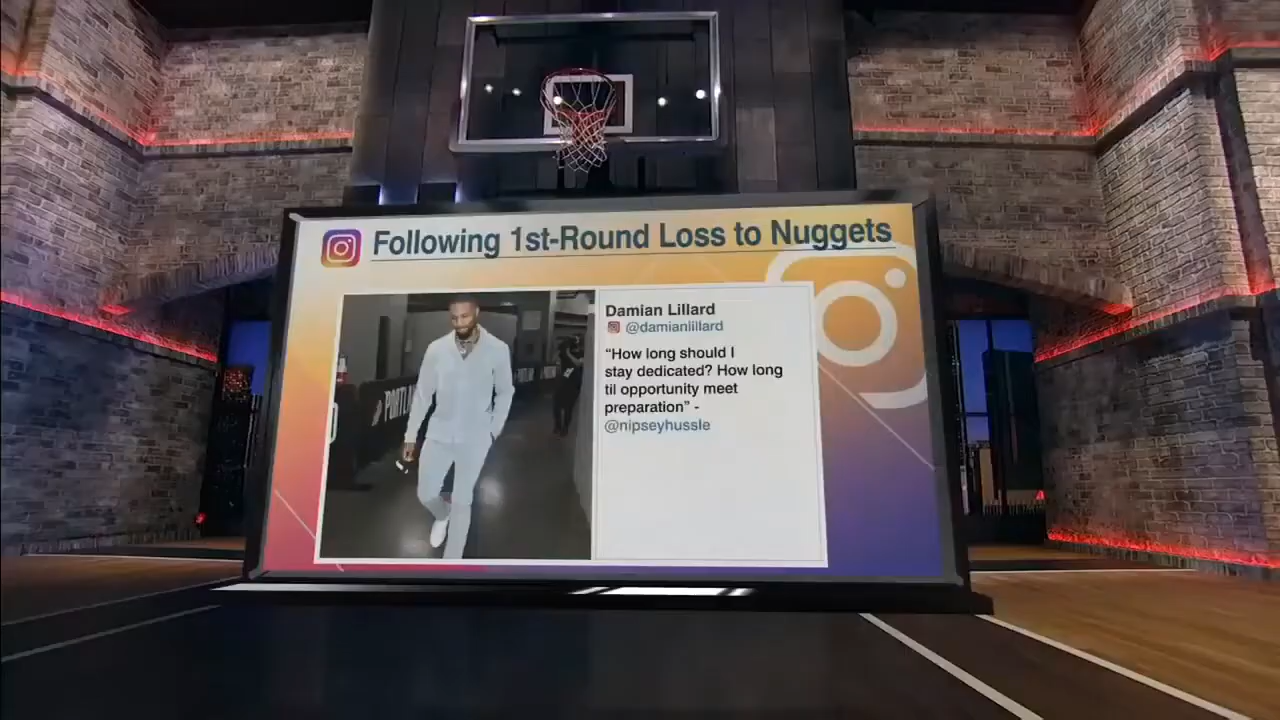 Following 1st-Round Loss to Nuggets
PORTLA
Damian Lillard
@damianlillard
“How long should I
stay dedicated? How long
til opportunity meet
preparation” -
@nipseyhussle